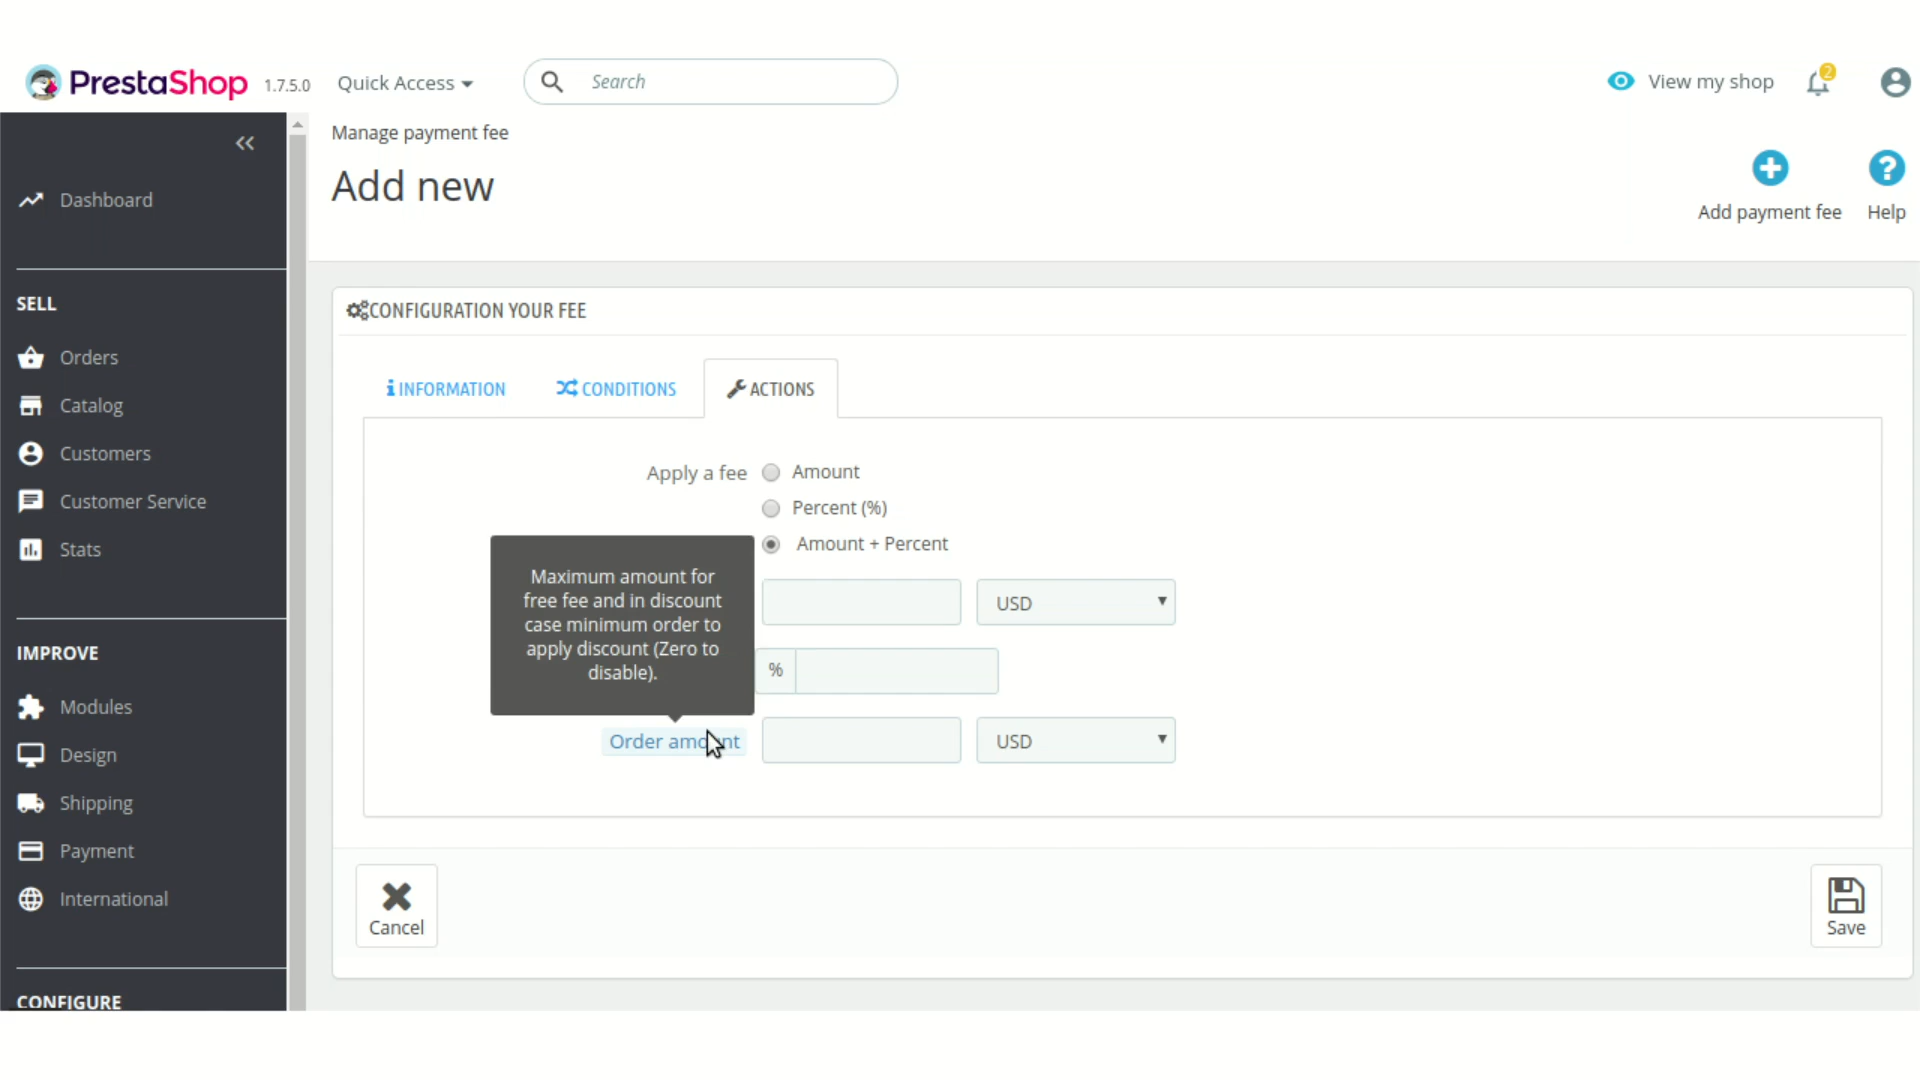 PrestaShop 1.7.5.0 Quick Access Search View my shop 2
Manage payment fee
Add new
Add payment fee Help
Dashboard
SELL
Orders
Catalog
Customers
Customer Service
Stats
IMPROVE
Modules
Design
Shipping
Payment
International
CONFIGURE
CONFIGURATION YOUR FEE
INFORMATION CONDITIONS ACTIONS
Apply a fee Amount
Percent (%)
Amount + Percent
Maximum amount for
free fee and in discount
case minimum order to
apply discount (Zero to
disable).
USD
%
Order amount USD
Cancel Save